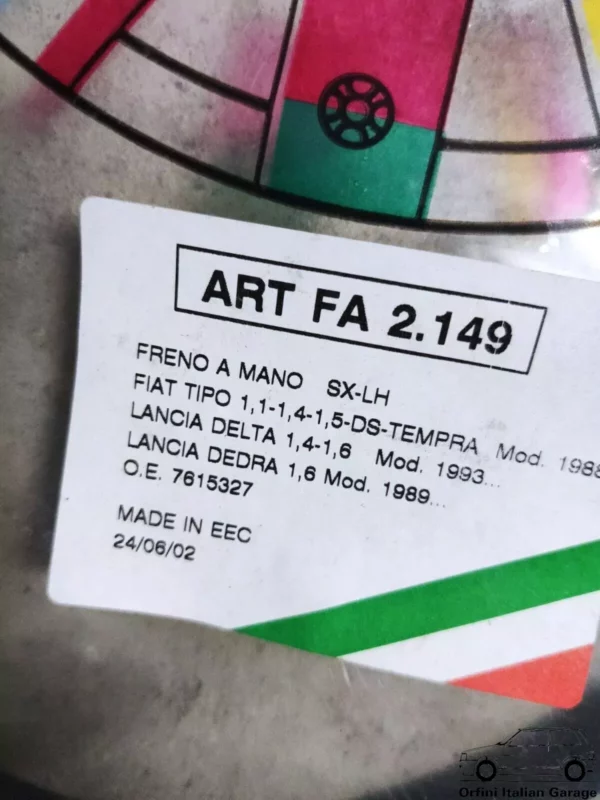 ART FA 2.149
FRENO A MANO SX-LH
FIAT TIPO 1,1-1,4-1,5-DS-TEMPRA Mod. 1988
LANCIA DELTA 1,4-1,6 Mod. 1993...
LANCIA DEDRA 1,6 Mod. 1989...
O.E. 7615327
MADE IN EEC
24/06/02
Orfini Italian Garage